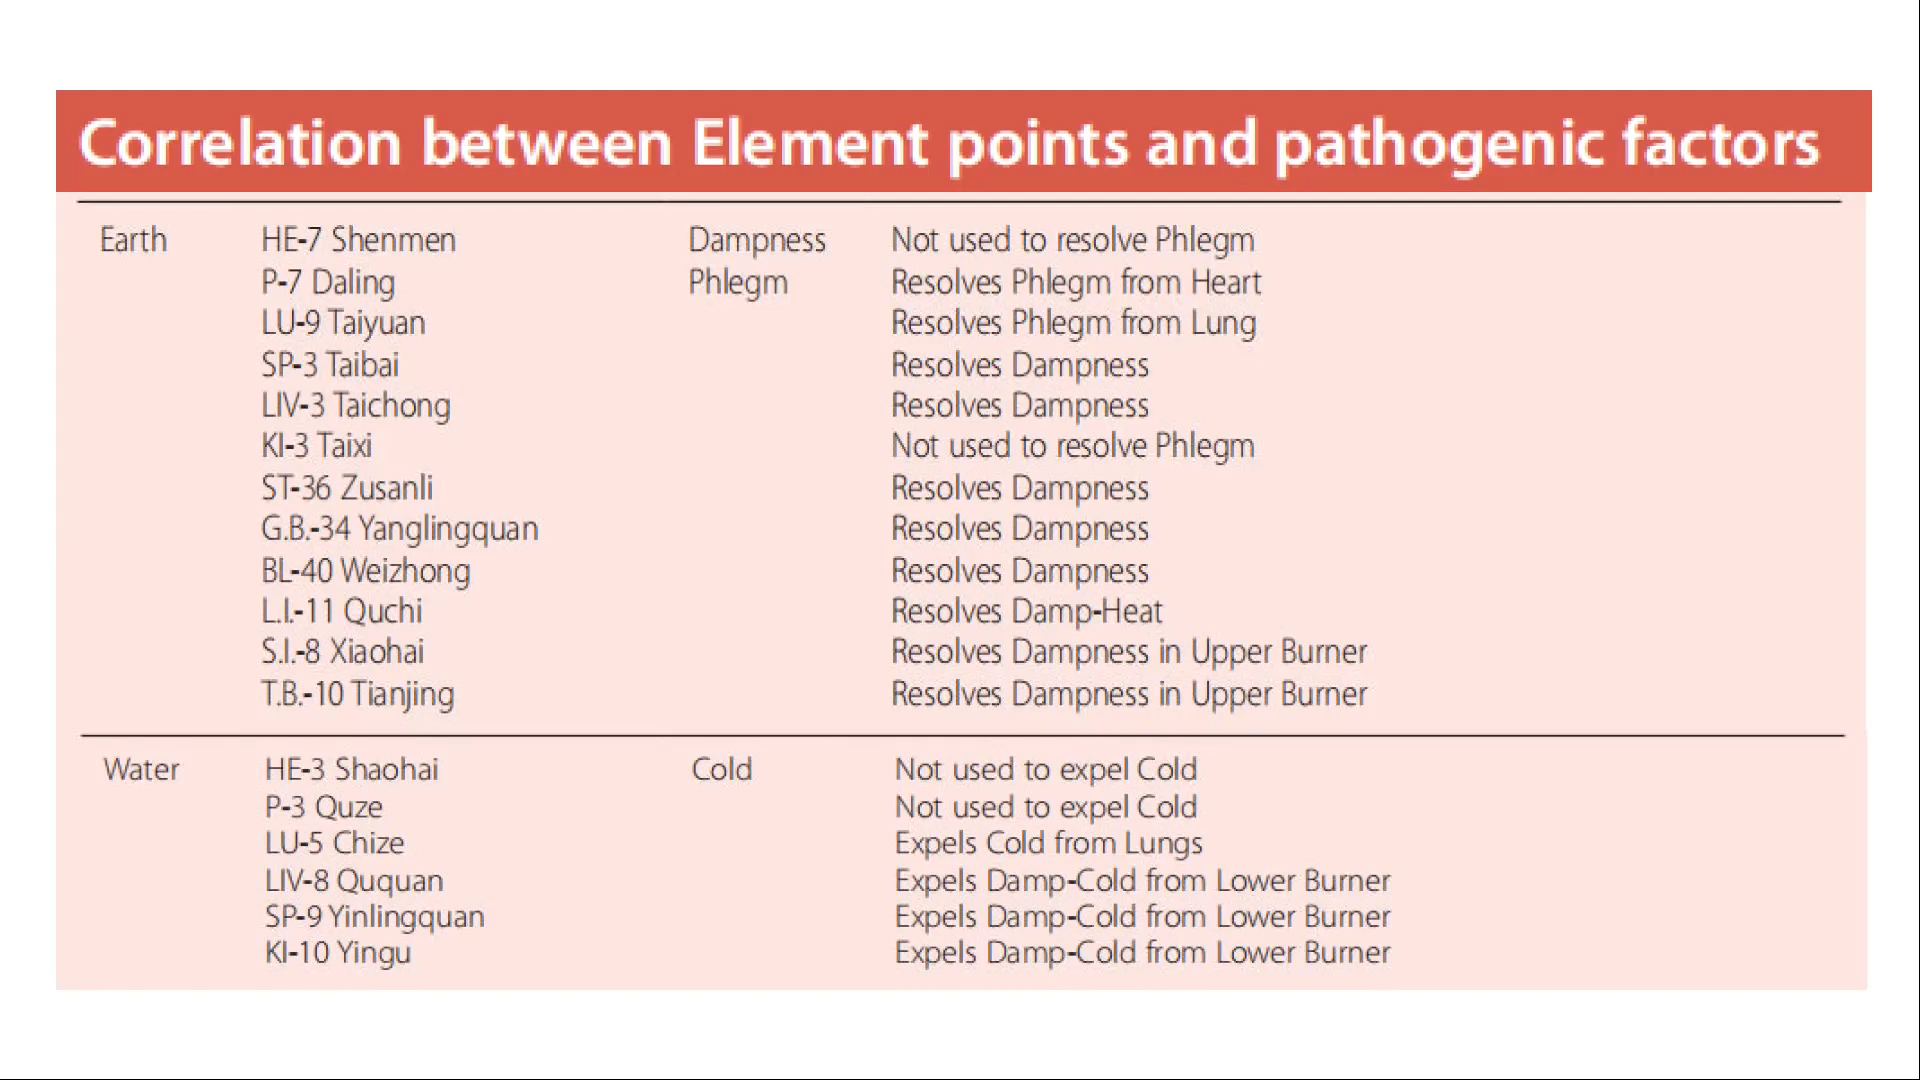 Correlation between Element points and pathogenic factors
Earth HE-7 Shenmen Dampness Not used to resolve Phlegm
P-7 Daling Phlegm Resolves Phlegm from Heart
LU-9 Taiyuan Resolves Phlegm from Lung
SP-3 Taibai Resolves Dampness
LIV-3 Taichong Resolves Dampness
KI-3 Taixi Not used to resolve Phlegm
ST-36 Zusanli Resolves Dampness
G.B.-34 Yanglingquan Resolves Dampness
BL-40 Weizhong Resolves Dampness
L.I.-11 Quchi Resolves Damp-Heat
S.I.-8 Xiaohai Resolves Dampness in Upper Burner
T.B.-10 Tianjing Resolves Dampness in Upper Burner
Water HE-3 Shaohai Cold Not used to expel Cold
P-3 Quze Not used to expel Cold
LU-5 Chize Expels Cold from Lungs
LIV-8 Ququan Expels Damp-Cold from Lower Burner
SP-9 Yinlingquan Expels Damp-Cold from Lower Burner
KI-10 Yingu Expels Damp-Cold from Lower Burner